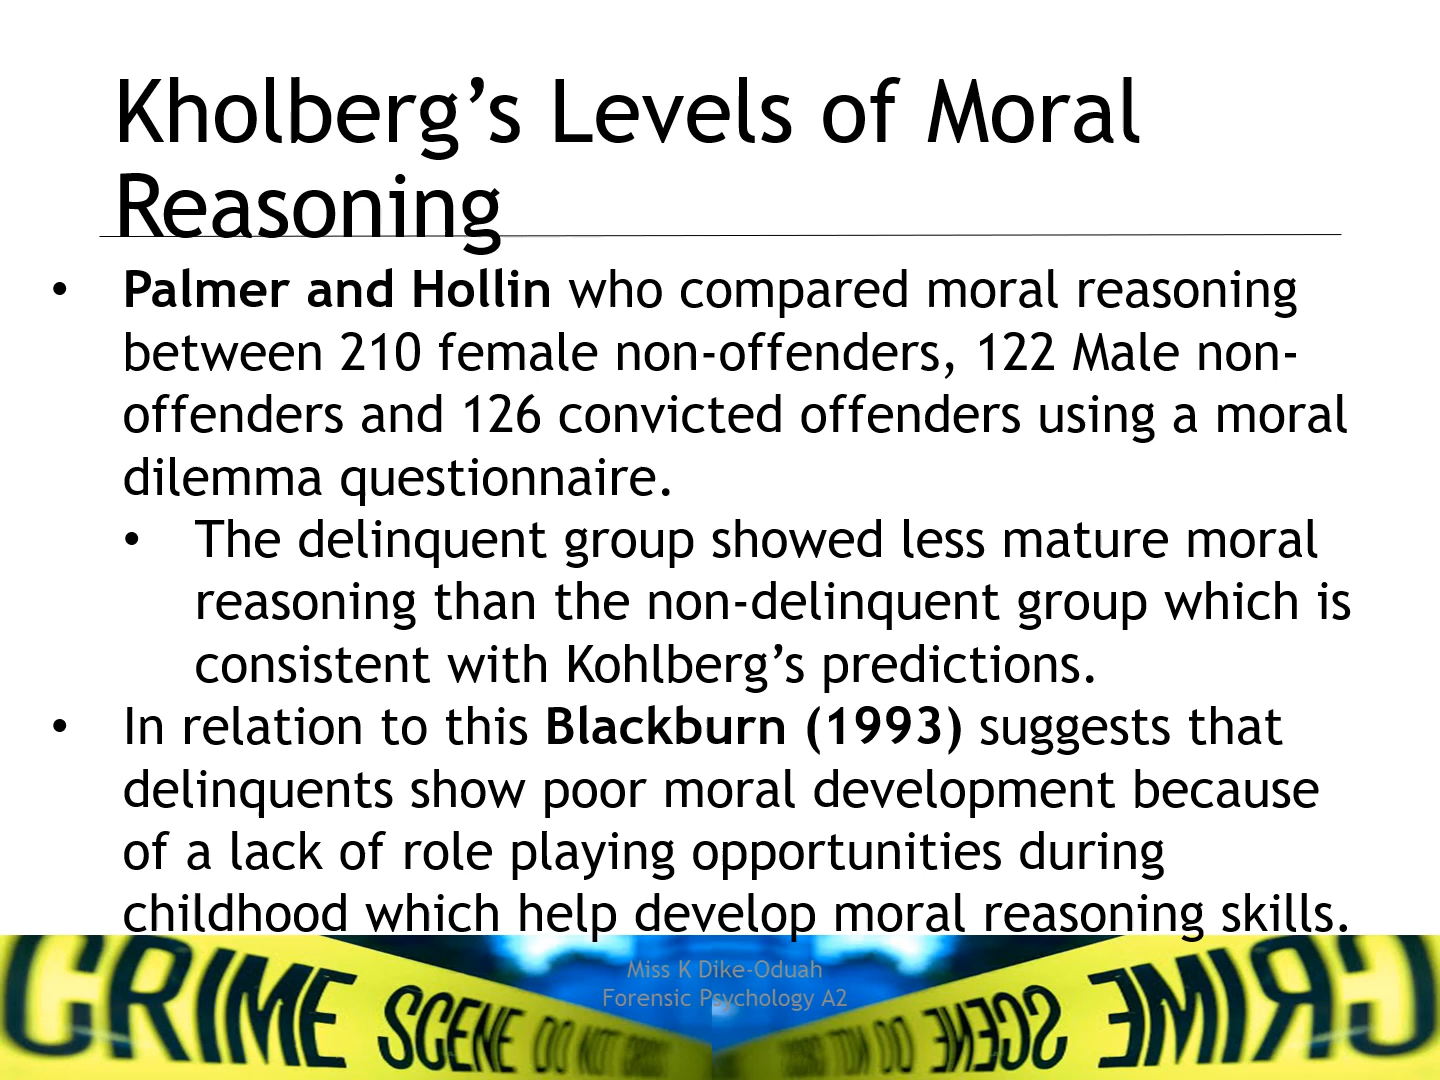 Kholberg’s Levels of Moral
Reasoning
• Palmer and Hollin who compared moral reasoning
between 210 female non-offenders, 122 Male non-
offenders and 126 convicted offenders using a moral
dilemma questionnaire.
• The delinquent group showed less mature moral
reasoning than the non-delinquent group which is
consistent with Kohlberg’s predictions.
• In relation to this Blackburn (1993) suggests that
delinquents show poor moral development because
of a lack of role playing opportunities during
childhood which help develop moral reasoning skills.
Miss K Dike-Oduah
Forensic Psychology A2
CRIME SCENE DO NOT
CRIME SCENE DO NOT